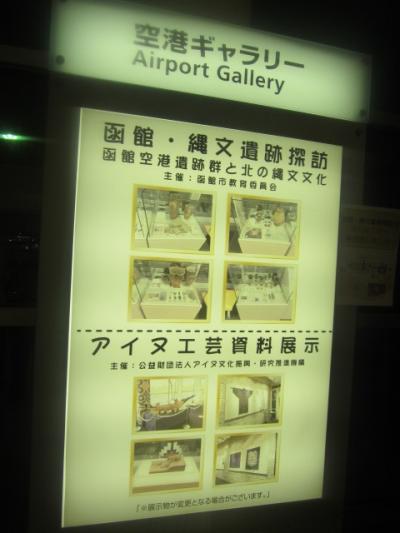 空港ギャラリー
Airport Gallery
函館・縄文遺跡探訪
函館空港遺跡群と北の縄文文化
主催：函館市教育委員会
アイヌ工芸資料展示
主催：公益財団法人アイヌ文化振興・研究推進機構
「※展示物が変更となる場合がございます。」